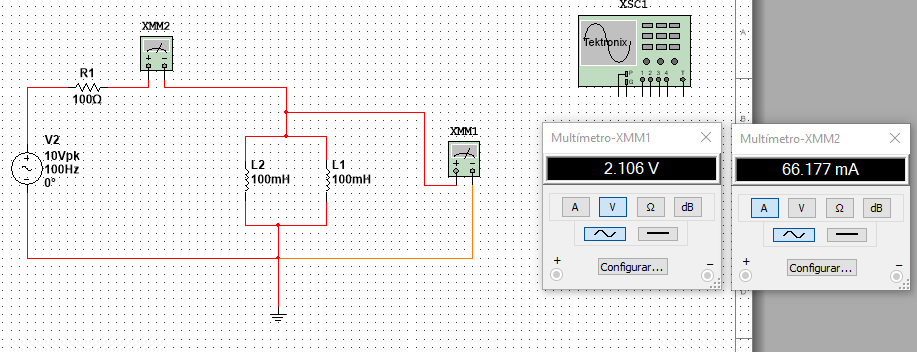 XSC1
XMM2
Tektronix
P
G
1 2 3 4
T
A
R1
100Ω
V2
10Vpk
100Hz
0°
L2
100mH
L1
100mH
XMM1
Multímetro-XMM1
2.106 V
A V Ω dB
Configurar...
+ −
Multímetro-XMM2
66.177 mA
A V Ω dB
Configurar...
+ −